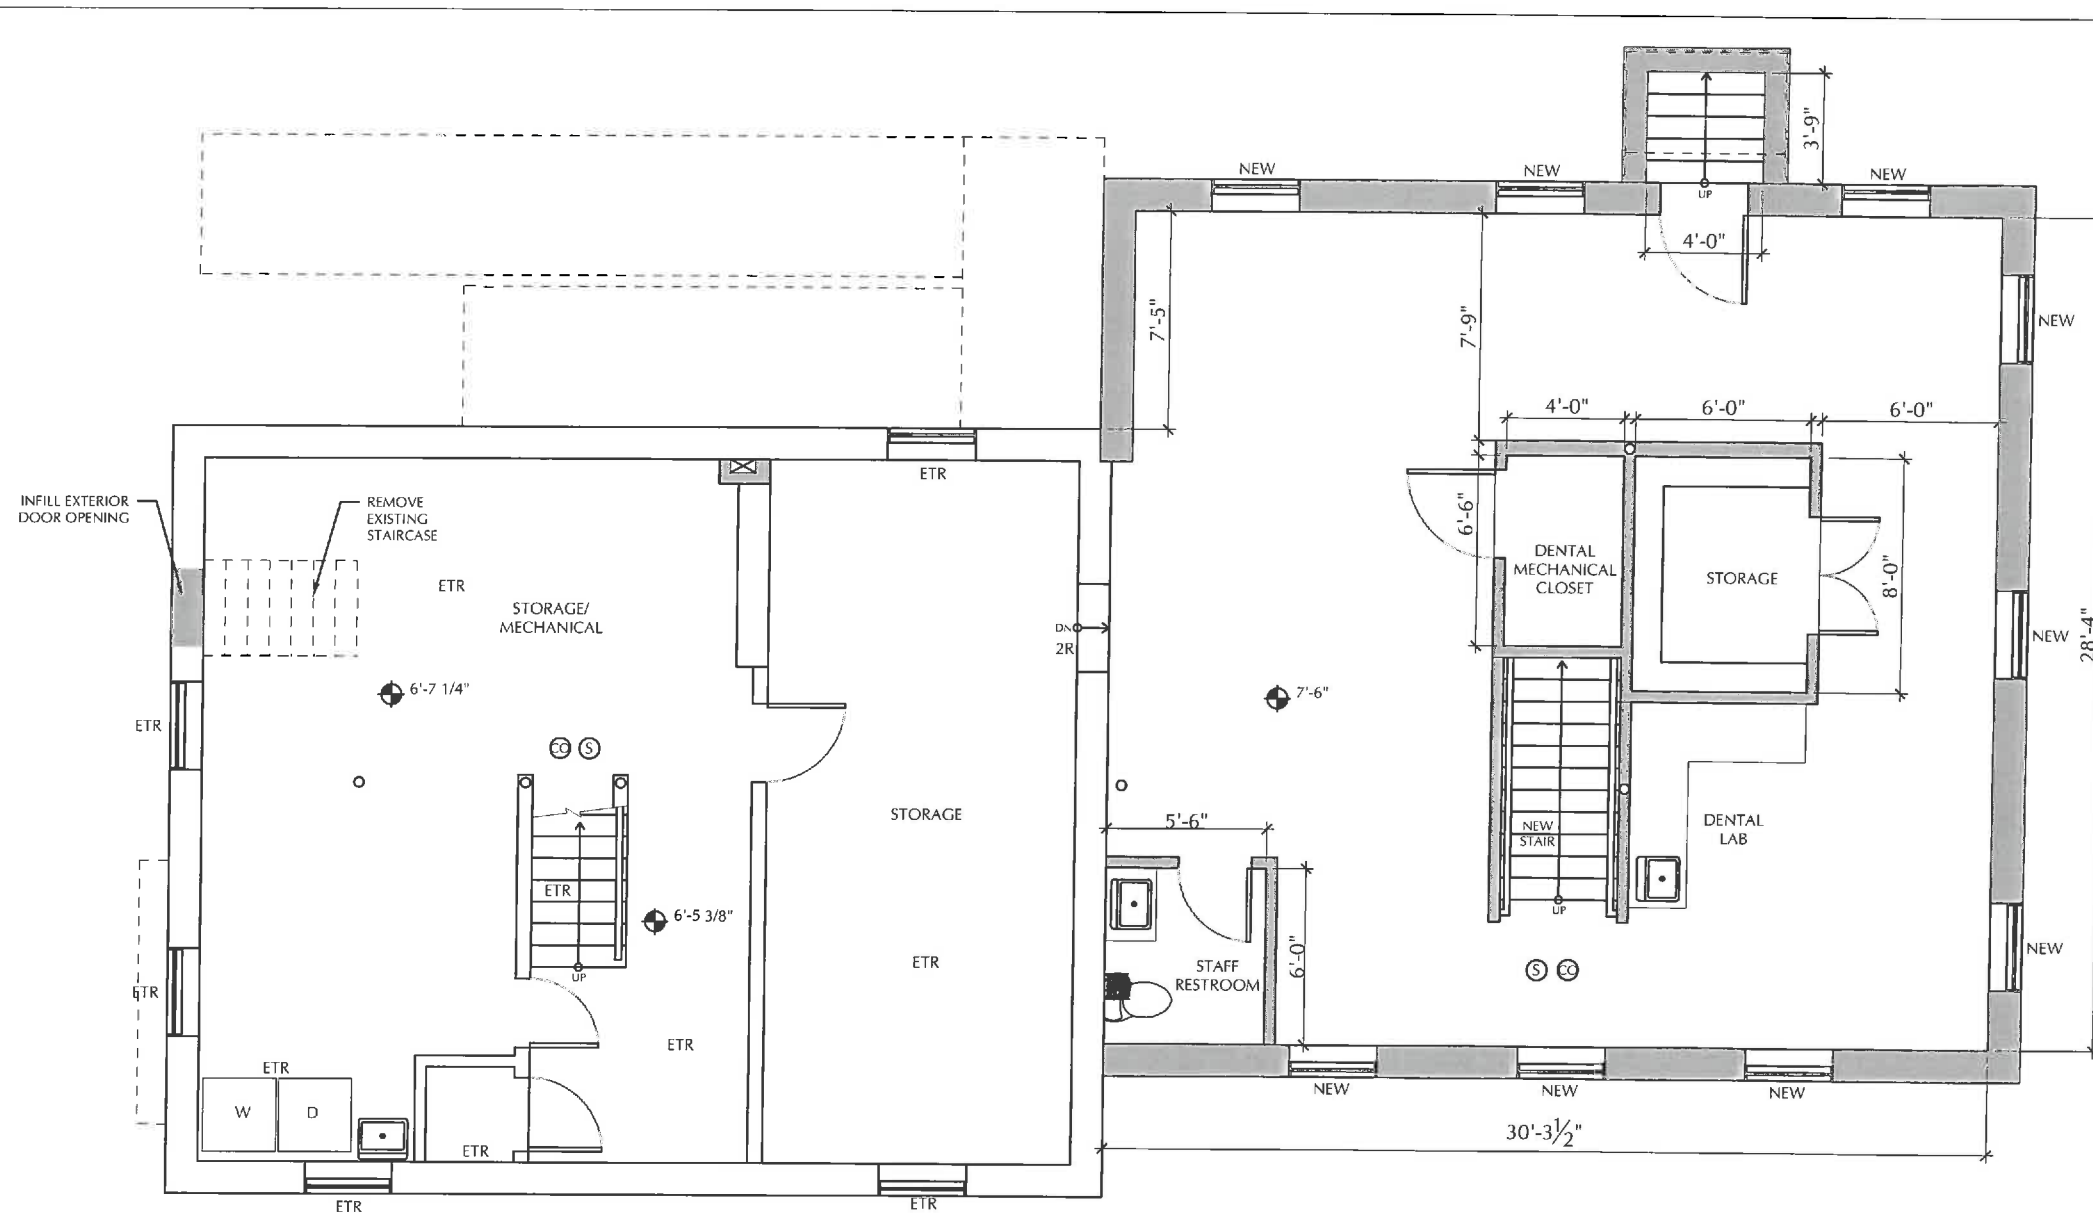 NEW
NEW
NEW
3'-9"
UP
4'-0"
7'-5"
7'-9"
NEW
4'-0"
6'-0"
6'-0"
INFILL EXTERIOR
DOOR OPENING
REMOVE
EXISTING
STAIRCASE
ETR
ETR
STORAGE/
MECHANICAL
6'-6"
DENTAL
MECHANICAL
CLOSET
STORAGE
8'-0"
DN
2R
NEW
28'-4"
6'-7 1/4"
7'-6"
ETR
CO S
STORAGE
5'-6"
NEW
STAIR
DENTAL
LAB
ETR
6'-5 3/8"
UP
UP
ETR
ETR
STAFF
RESTROOM
6'-0"
S CO
NEW
ETR
ETR
W
D
ETR
NEW
NEW
NEW
30'-3½"
ETR
ETR